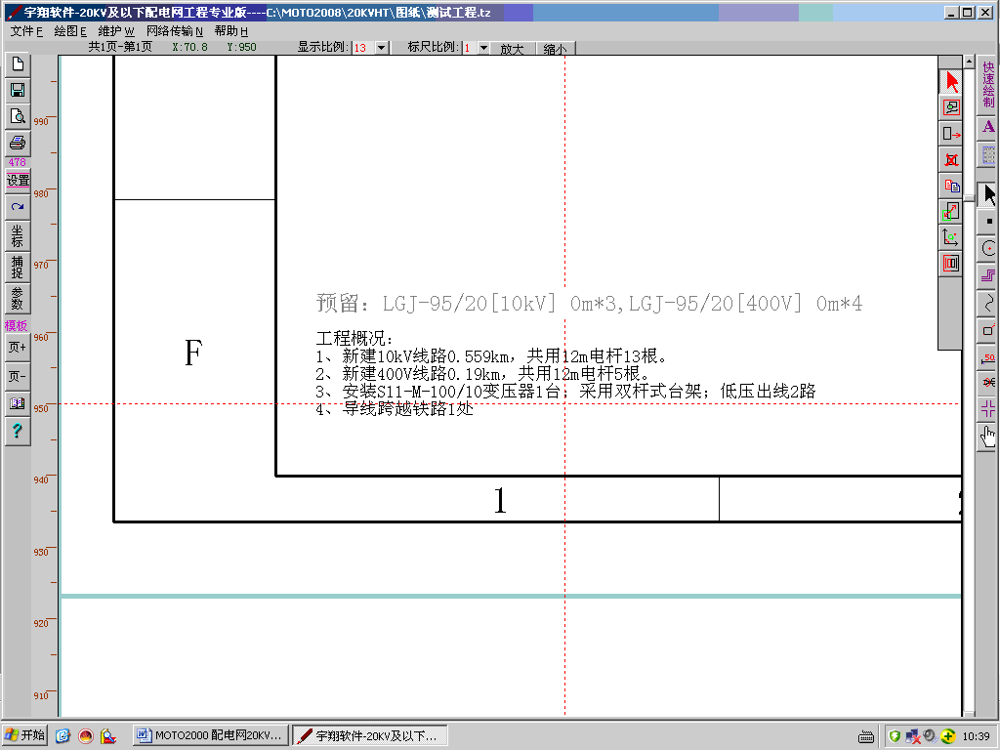 宇翔软件-20KV及以下配电网工程专业版----C:\MOTO2008\20KVHT\图纸\测试工程.tz
文件F 绘图E 维护W 网络传输N 帮助H
共1页-第1页 X:70.8 Y:950 显示比例: 13 标尺比例: 1 放大 缩小
快速绘制
A
990
478
设置
980
坐标
970
捕捉
参数
预留: LGJ-95/20[10kV] 0m*3,LGJ-95/20[400V] 0m*4
模板
960
工程概况:
页+
F
1、新建10kV线路0.559km，共用12m电杆13根。
50
页-
2、新建400V线路0.19km，共用12m电杆5根。
3、安装S11-M-100/10变压器1台；采用双杆式台架；低压出线2路
950
4、导线跨越铁路1处
?
940
1
930
920
910
开始
MOTO2000 配电网20KV...
宇翔软件-20KV及以下...
10:39